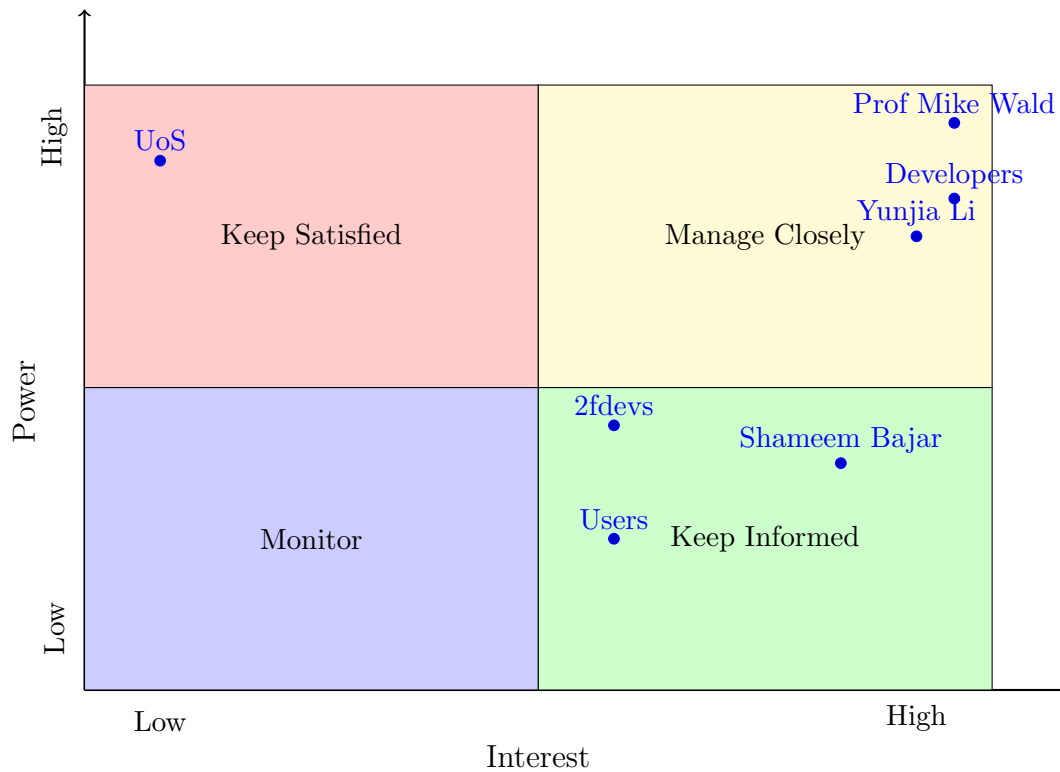 Prof Mike Wald
High
UoS
Developers
Yunjia Li
Keep Satisfied
Manage Closely
Power
2fdevs
Shameem Bajar
Users
Monitor
Keep Informed
Low
Low
High
Interest